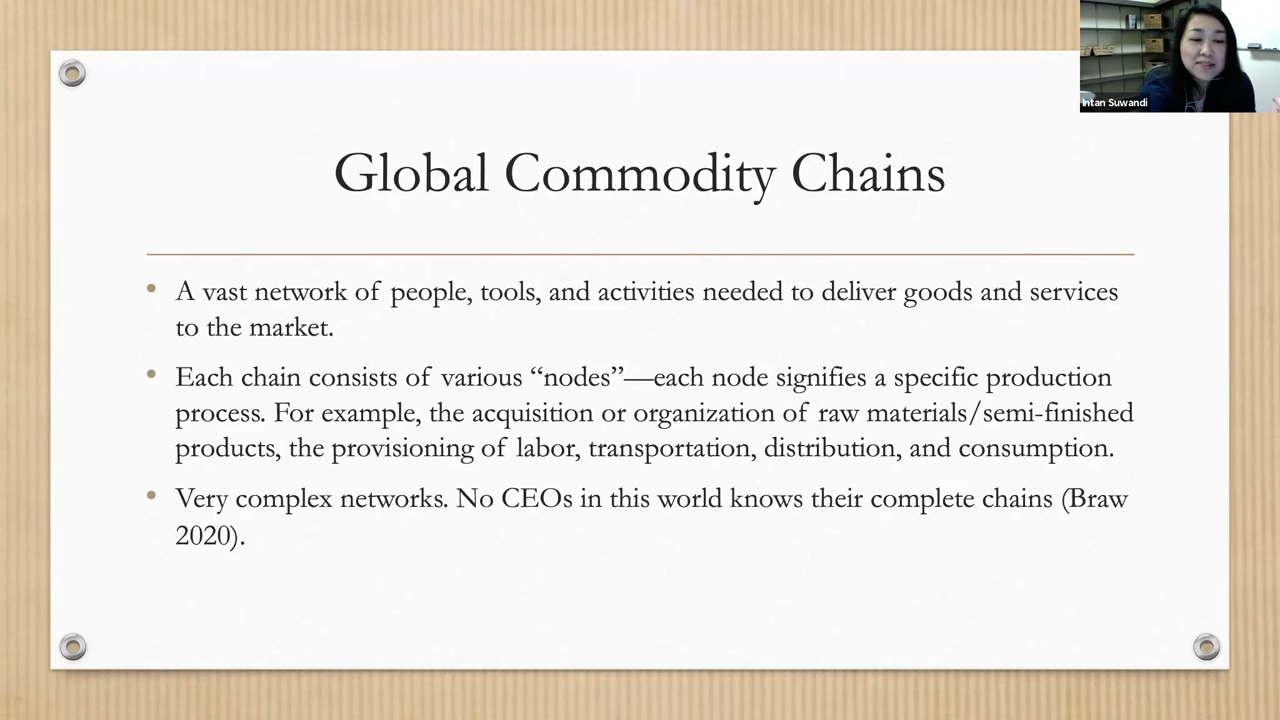 Intan Suwandi
Global Commodity Chains
• A vast network of people, tools, and activities needed to deliver goods and services
to the market.
• Each chain consists of various “nodes”—each node signifies a specific production
process. For example, the acquisition or organization of raw materials/semi-finished
products, the provisioning of labor, transportation, distribution, and consumption.
• Very complex networks. No CEOs in this world knows their complete chains (Braw
2020).